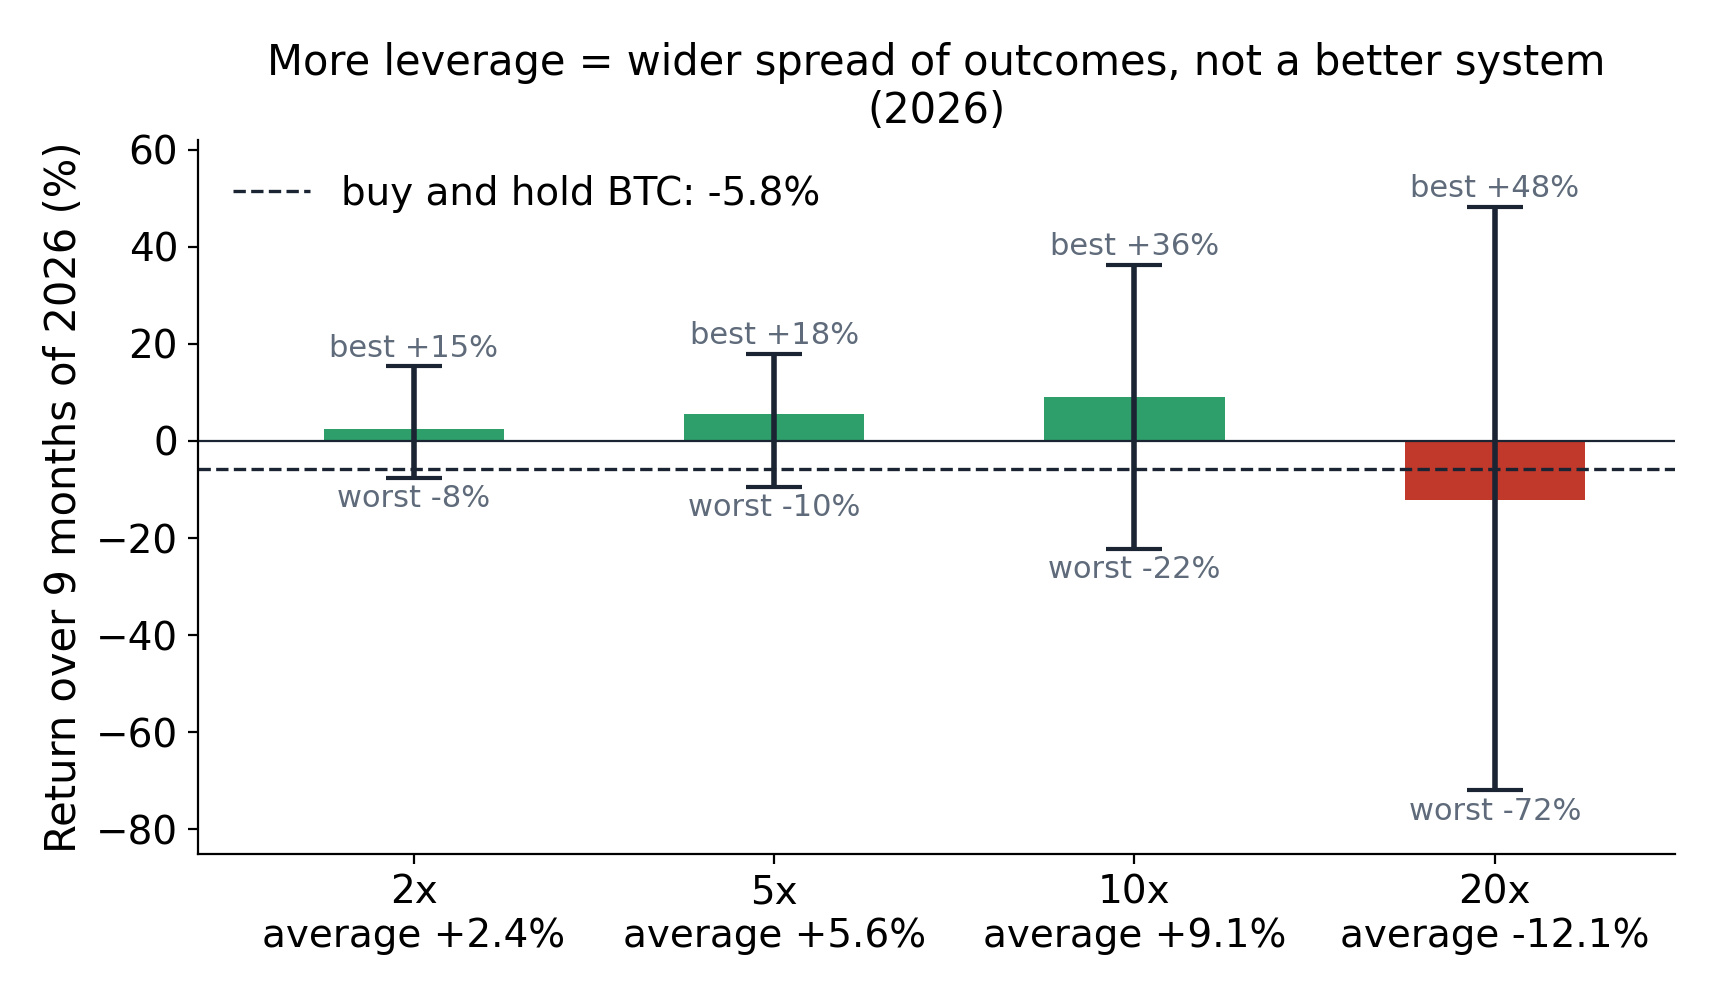 More leverage = wider spread of outcomes, not a better system
(2026)
Return over 9 months of 2026 (%)
60
40
20
0
−20
−40
−60
−80
buy and hold BTC: -5.8%
best +15%
worst -8%
best +18%
worst -10%
best +36%
worst -22%
best +48%
worst -72%
2x
average +2.4%
5x
average +5.6%
10x
average +9.1%
20x
average -12.1%